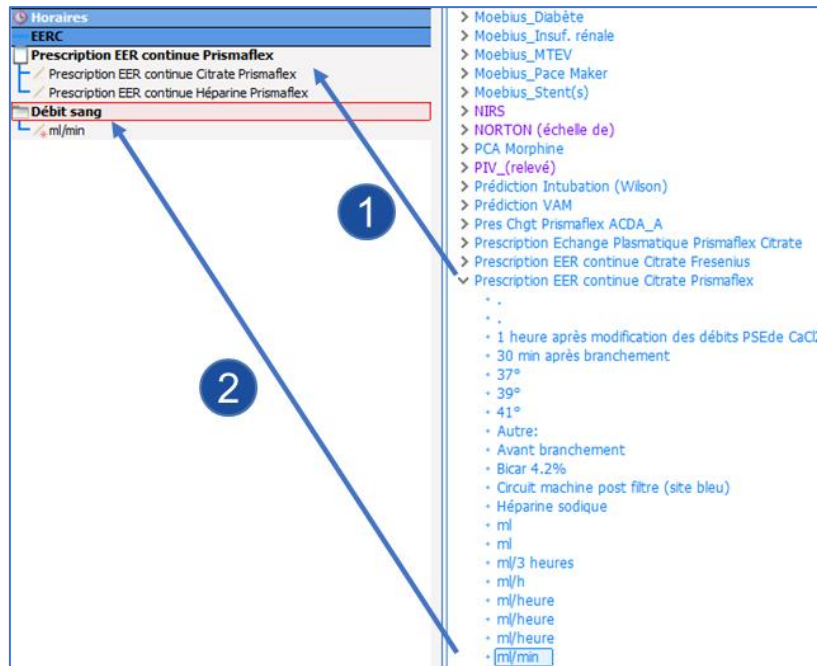 Horaires
EERC
Prescription EER continue Prismaflex
Prescription EER continue Citrate Prismaflex
Prescription EER continue Héparine Prismaflex
Débit sang
ml/min
1
2
Moebius_Diabète
Moebius_Insuf. rénale
Moebius_MTEV
Moebius_Pace Maker
Moebius_Stent(s)
NIRS
NORTON (échelle de)
PCA Morphine
PIV_(relevé)
Prédiction Intubation (Wilson)
Prédiction VAM
Pres Chgt Prismaflex ACDA_A
Prescription Echange Plasmatique Prismaflex Citrate
Prescription EER continue Citrate Fresenius
Prescription EER continue Citrate Prismaflex
.
.
1 heure après modification des débits PSEde CaCl2
30 min après branchement
37°
39°
41°
Autre:
Avant branchement
Bicar 4.2%
Circuit machine post filtre (site bleu)
Héparine sodique
ml
ml
ml/3 heures
ml/h
ml/heure
ml/heure
ml/heure
ml/min